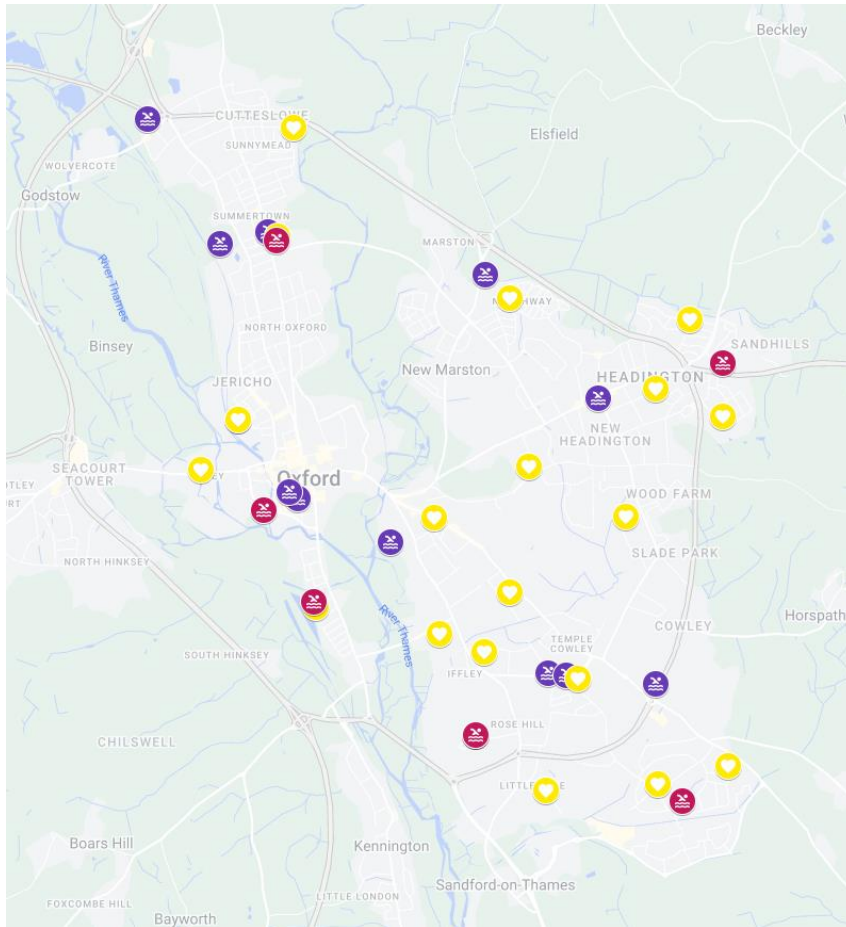 Beckley
CUTTESLOWE
Elsfield
SUNNYMEAD
WOLVERCOTE
Godstow
SUMMERTOWN
MARSTON
River Thames
NORTH OXFORD
Binsey
SANDHILLS
New Marston
HEADINGTON
JERICHO
NEW
HEADINGTON
SEACOURT
TOWER
Oxford
WOOD FARM
SLADE PARK
NORTH HINKSEY
Horspath
River Thames
COWLEY
TEMPLE
COWLEY
SOUTH HINKSEY
IFFLEY
ROSE HILL
CHILSWELL
Boars Hill
Kennington
Sandford-on-Thames
LITTLE LONDON
FOXCOMBE HILL
Bayworth